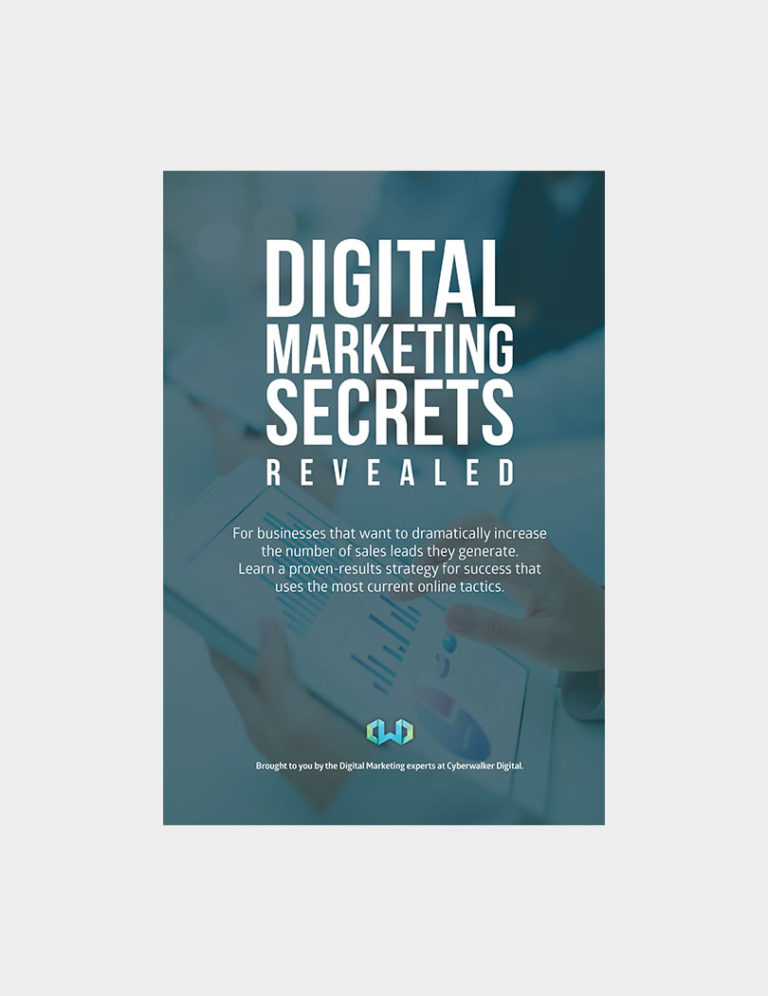 DIGITAL
MARKETING
SECRETS
REVEALED
For businesses that want to dramatically increase
the number of sales leads they generate.
Learn a proven-results strategy for success that
uses the most current online tactics.
Brought to you by the Digital Marketing experts at Cyberwalker Digital.